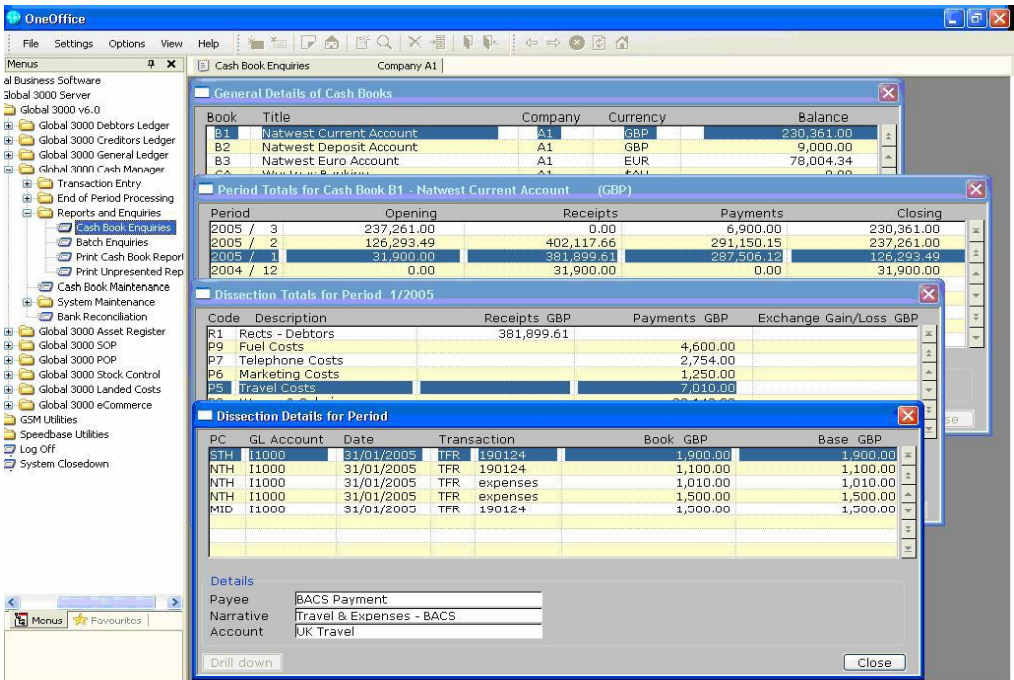 OneOffice
File Settings Options View Help
Menus
Cash Book Enquiries Company A1
al Business Software
Global 3000 Server
Global 3000 v6.0
Global 3000 Debtors Ledger
Global 3000 Creditors Ledger
Global 3000 General Ledger
Global 3000 Cash Manager
Transaction Entry
End of Period Processing
Reports and Enquiries
Cash Book Enquiries
Batch Enquiries
Print Cash Book Report
Print Unpresented Rep
Cash Book Maintenance
System Maintenance
Bank Reconciliation
Global 3000 Asset Register
Global 3000 SOP
Global 3000 POP
Global 3000 Stock Control
Global 3000 Landed Costs
Global 3000 eCommerce
GSM Utilities
Speedbase Utilities
Log Off
System Closedown
Menus Favourites
General Details of Cash Books
Book Title Company Currency Balance
B1 Natwest Current Account A1 GBP 230,361.00
B2 Natwest Deposit Account A1 GBP 9,000.00
B3 Natwest Euro Account A1 EUR 78,004.34
Period Totals for Cash Book B1 - Natwest Current Account (GBP)
Period Opening Receipts Payments Closing
2005 / 3 237,261.00 0.00 6,900.00 230,361.00
2005 / 2 126,293.49 402,117.66 291,150.15 237,261.00
2005 / 1 31,900.00 381,899.61 287,506.12 126,293.49
2004 / 12 0.00 31,900.00 0.00 31,900.00
Dissection Totals for Period 1/2005
Code Description Receipts GBP Payments GBP Exchange Gain/Loss GBP
R1 Rects - Debtors 381,899.61
P9 Fuel Costs 4,600.00
P7 Telephone Costs 2,754.00
P6 Marketing Costs 1,250.00
P5 Travel Costs 7,010.00
Dissection Details for Period
PC GL Account Date Transaction Book GBP Base GBP
STH I1000 31/01/2005 TFR 190124 1,900.00 1,900.00
NTH I1000 31/01/2005 TFR 190124 1,100.00 1,100.00
NTH I1000 31/01/2005 TFR expenses 1,010.00 1,010.00
NTH I1000 31/01/2005 TFR expenses 1,500.00 1,500.00
MID I1000 31/01/2005 TFR 190124 1,500.00 1,500.00
Details
Payee BACS Payment
Narrative Travel & Expenses - BACS
Account UK Travel
Drill down Close